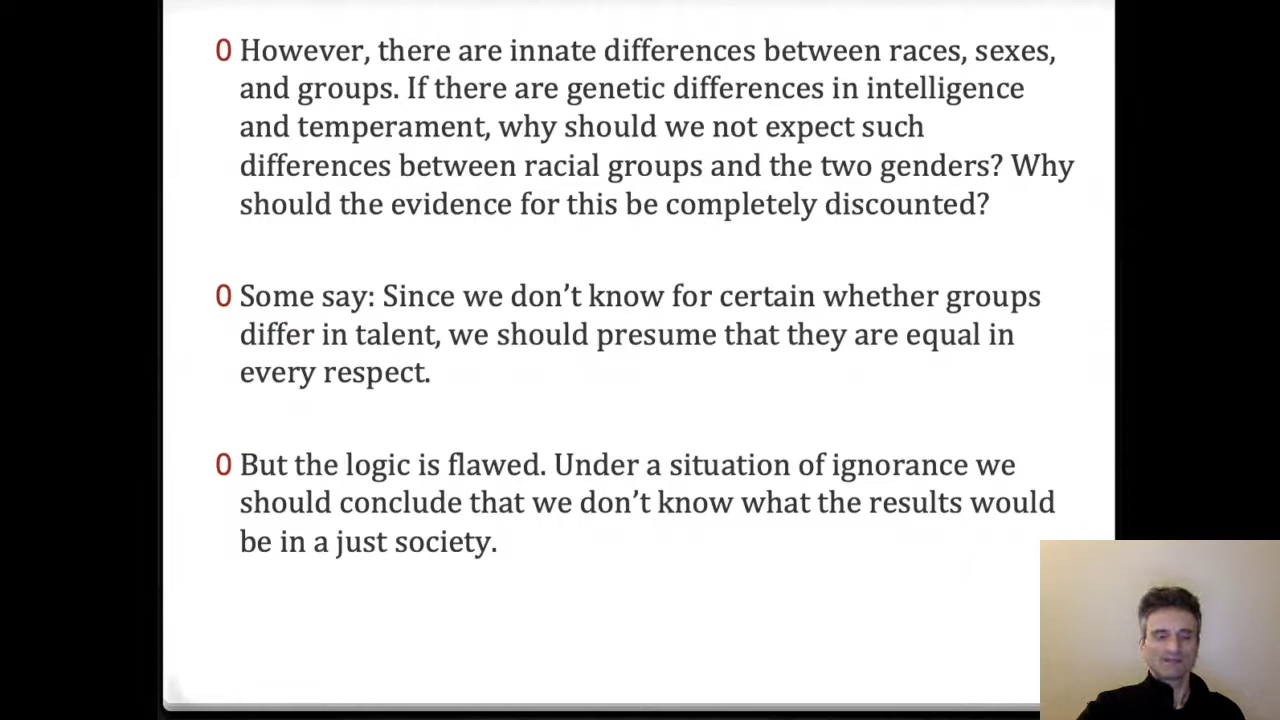 0 However, there are innate differences between races, sexes,
and groups. If there are genetic differences in intelligence
and temperament, why should we not expect such
differences between racial groups and the two genders? Why
should the evidence for this be completely discounted?
0 Some say: Since we don’t know for certain whether groups
differ in talent, we should presume that they are equal in
every respect.
0 But the logic is flawed. Under a situation of ignorance we
should conclude that we don’t know what the results would
be in a just society.